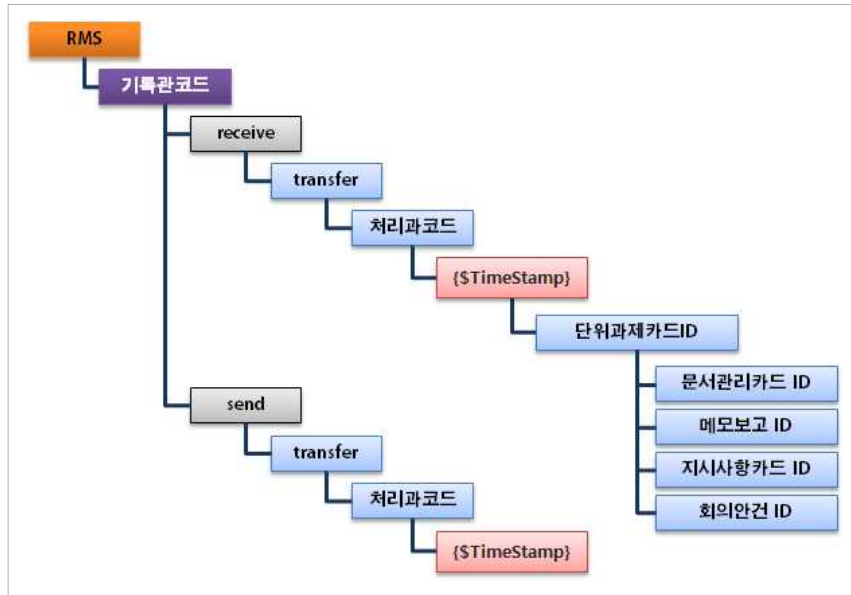 RMS
기록관코드
receive
transfer
처리과코드
{$TimeStamp}
단위과제카드ID
문서관리카드 ID
메모보고 ID
지시사항카드 ID
회의안건 ID
send
transfer
처리과코드
{$TimeStamp}